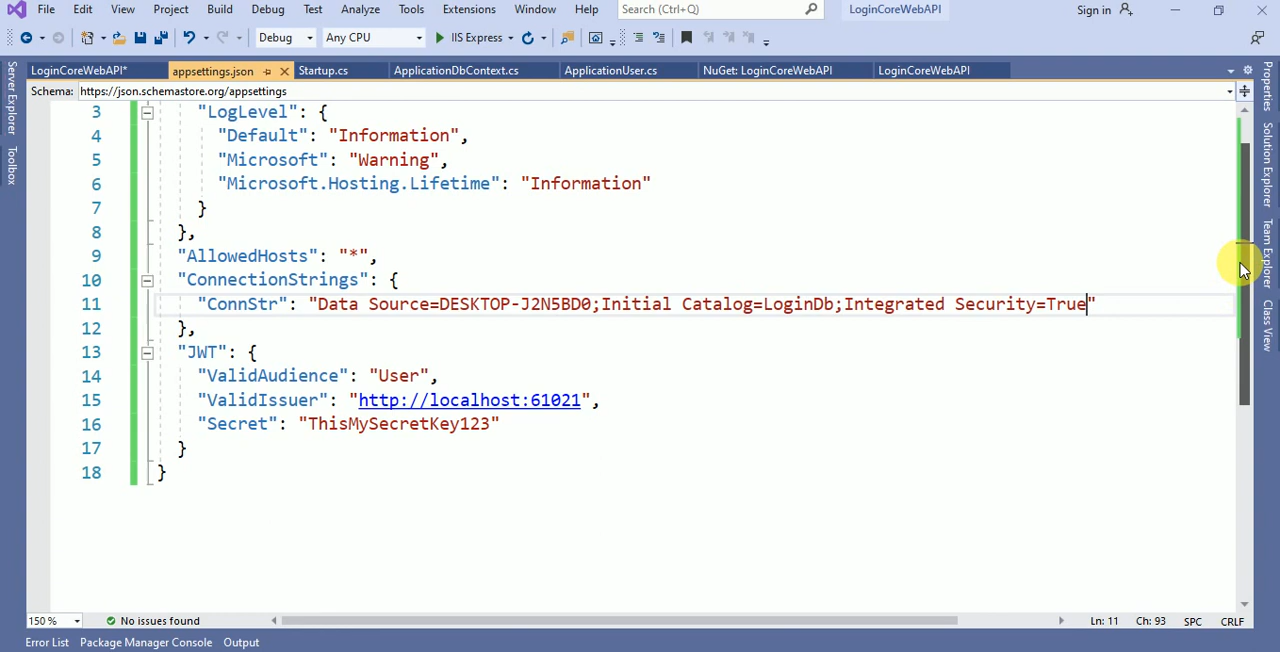 File Edit View Project Build Debug Test Analyze Tools Extensions Window Help Search (Ctrl+Q) LoginCoreWebAPI Sign in
Debug Any CPU IIS Express
LoginCoreWebAPI* appsettings.json Startup.cs ApplicationDbContext.cs ApplicationUser.cs NuGet: LoginCoreWebAPI LoginCoreWebAPI
Schema: https://json.schemastore.org/appsettings
Server Explorer
Toolbox
3 "LogLevel": {
4 "Default": "Information",
5 "Microsoft": "Warning",
6 "Microsoft.Hosting.Lifetime": "Information"
7 }
8 },
9 "AllowedHosts": "*",
10 "ConnectionStrings": {
11 "ConnStr": "Data Source=DESKTOP-J2N5BD0;Initial Catalog=LoginDb;Integrated Security=True"
12 },
13 "JWT": {
14 "ValidAudience": "User",
15 "ValidIssuer": "http://localhost:61021",
16 "Secret": "ThisMySecretKey123"
17 }
18 }
Properties
Solution Explorer
Team Explorer
Class View
150 % No issues found Ln: 11 Ch: 93 SPC CRLF
Error List Package Manager Console Output